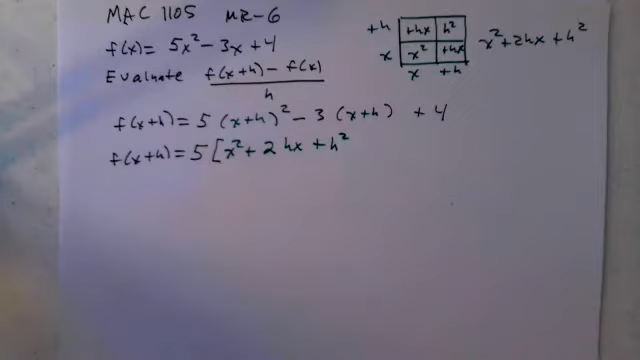 MAC 1105 MR-6
f(x) = 5x² - 3x + 4
Evaluate f(x+h) - f(x) / h
f(x+h) = 5 (x+h)² - 3 (x+h) + 4
f(x+h) = 5 [x² + 2hx + h²
+h +hx h² x² + 2hx + h²
x x² +hx
x +h